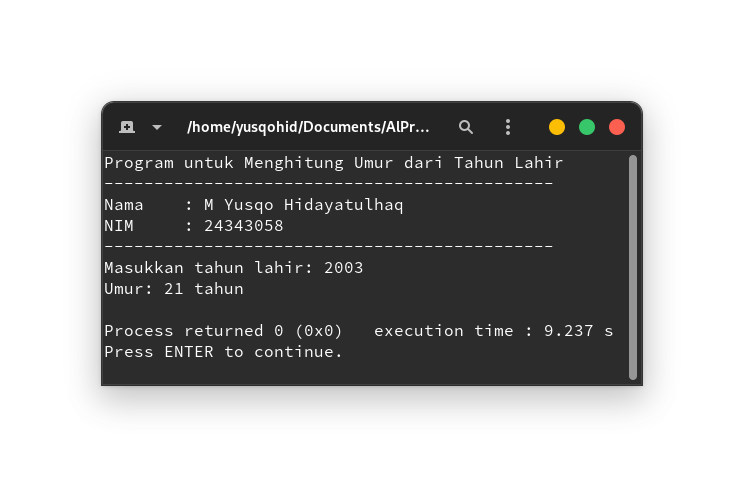 /home/yusqohid/Documents/AlPr...
Program untuk Menghitung Umur dari Tahun Lahir
---------------------------------------------
Nama    : M Yusqo Hidayatulhaq
NIM     : 24343058
---------------------------------------------
Masukkan tahun lahir: 2003
Umur: 21 tahun
Process returned 0 (0x0)   execution time : 9.237 s
Press ENTER to continue.